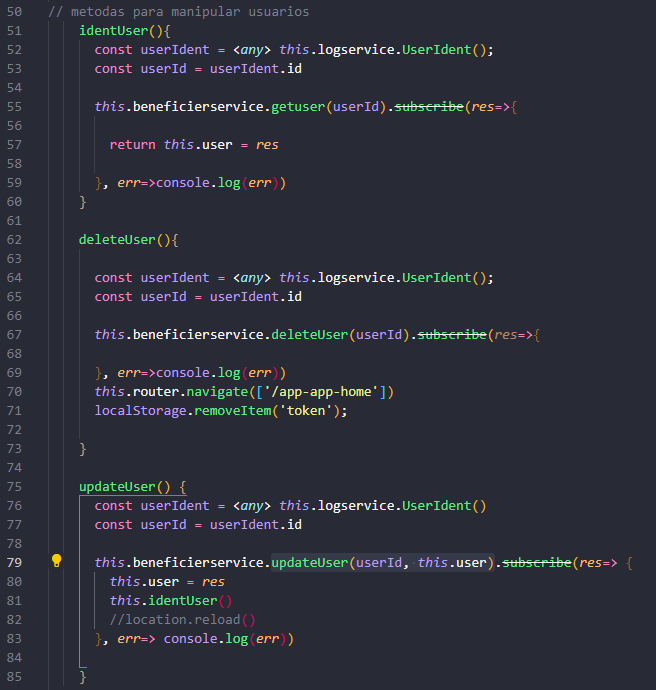 50 // metodas para manipular usuarios
51 identUser(){
52 const userIdent = <any> this.logservice.UserIdent();
53 const userId = userIdent.id
54
55 this.beneficierservice.getuser(userId).subscribe(res=>{
56
57 return this.user = res
58
59 }, err=>console.log(err))
60 }
61
62 deleteUser(){
63
64 const userIdent = <any> this.logservice.UserIdent();
65 const userId = userIdent.id
66
67 this.beneficierservice.deleteUser(userId).subscribe(res=>{
68
69 }, err=>console.log(err))
70 this.router.navigate(['/app-app-home'])
71 localStorage.removeItem('token');
72
73 }
74
75 updateUser() {
76 const userIdent = <any> this.logservice.UserIdent()
77 const userId = userIdent.id
78
79 this.beneficierservice.updateUser(userId, this.user).subscribe(res=> {
80 this.user = res
81 this.identUser()
82 //location.reload()
83 }, err=> console.log(err))
84
85 }